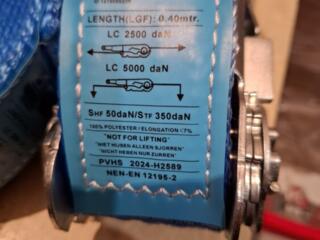 LENGTH(LGF): 0.40mtr.
LC 2500 daN
LC 5000 daN
SHF 50daN/STF 350daN
100% POLYESTER / ELONGATION <7%
"NOT FOR LIFTING"
"NIET HIJSEN ALLEEN SJORREN"
"NICHT HEBEN NUR ZURREN"
PVHS 2024-H2589
NEN-EN 12195-2